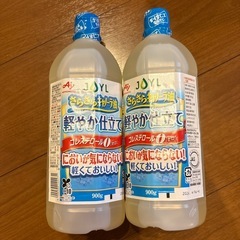 JOYL
さらさらキャノーラ油
軽やか仕立て
コレステロール0
においが気にならない!
軽くておいしい!
900g
JOYL
さらさらキャノーラ油
軽やか仕立て
コレステロール0
においが気にならない!
軽くておいしい!
900g